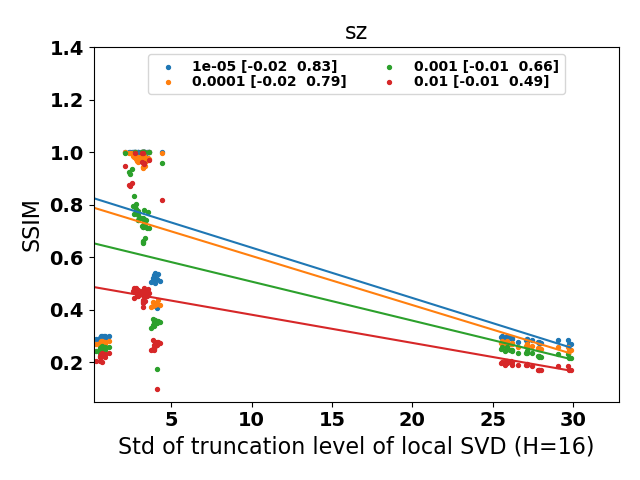 sz
1e-05 [-0.02  0.83]
0.0001 [-0.02  0.79]
0.001 [-0.01  0.66]
0.01 [-0.01  0.49]
SSIM
1.4
1.2
1.0
0.8
0.6
0.4
0.2
5 10 15 20 25 30
Std of truncation level of local SVD (H=16)